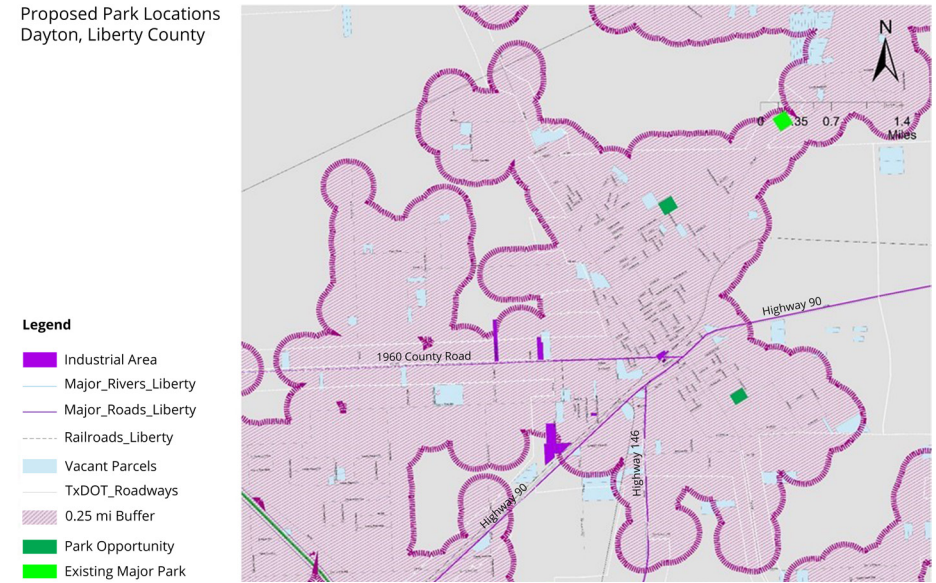 Proposed Park Locations
Dayton, Liberty County
N
0 .35 0.7 1.4
Miles
Highway 90
1960 County Road
Highway 146
Highway 90
Legend
Industrial Area
Major_Rivers_Liberty
Major_Roads_Liberty
Railroads_Liberty
Vacant Parcels
TxDOT_Roadways
0.25 mi Buffer
Park Opportunity
Existing Major Park